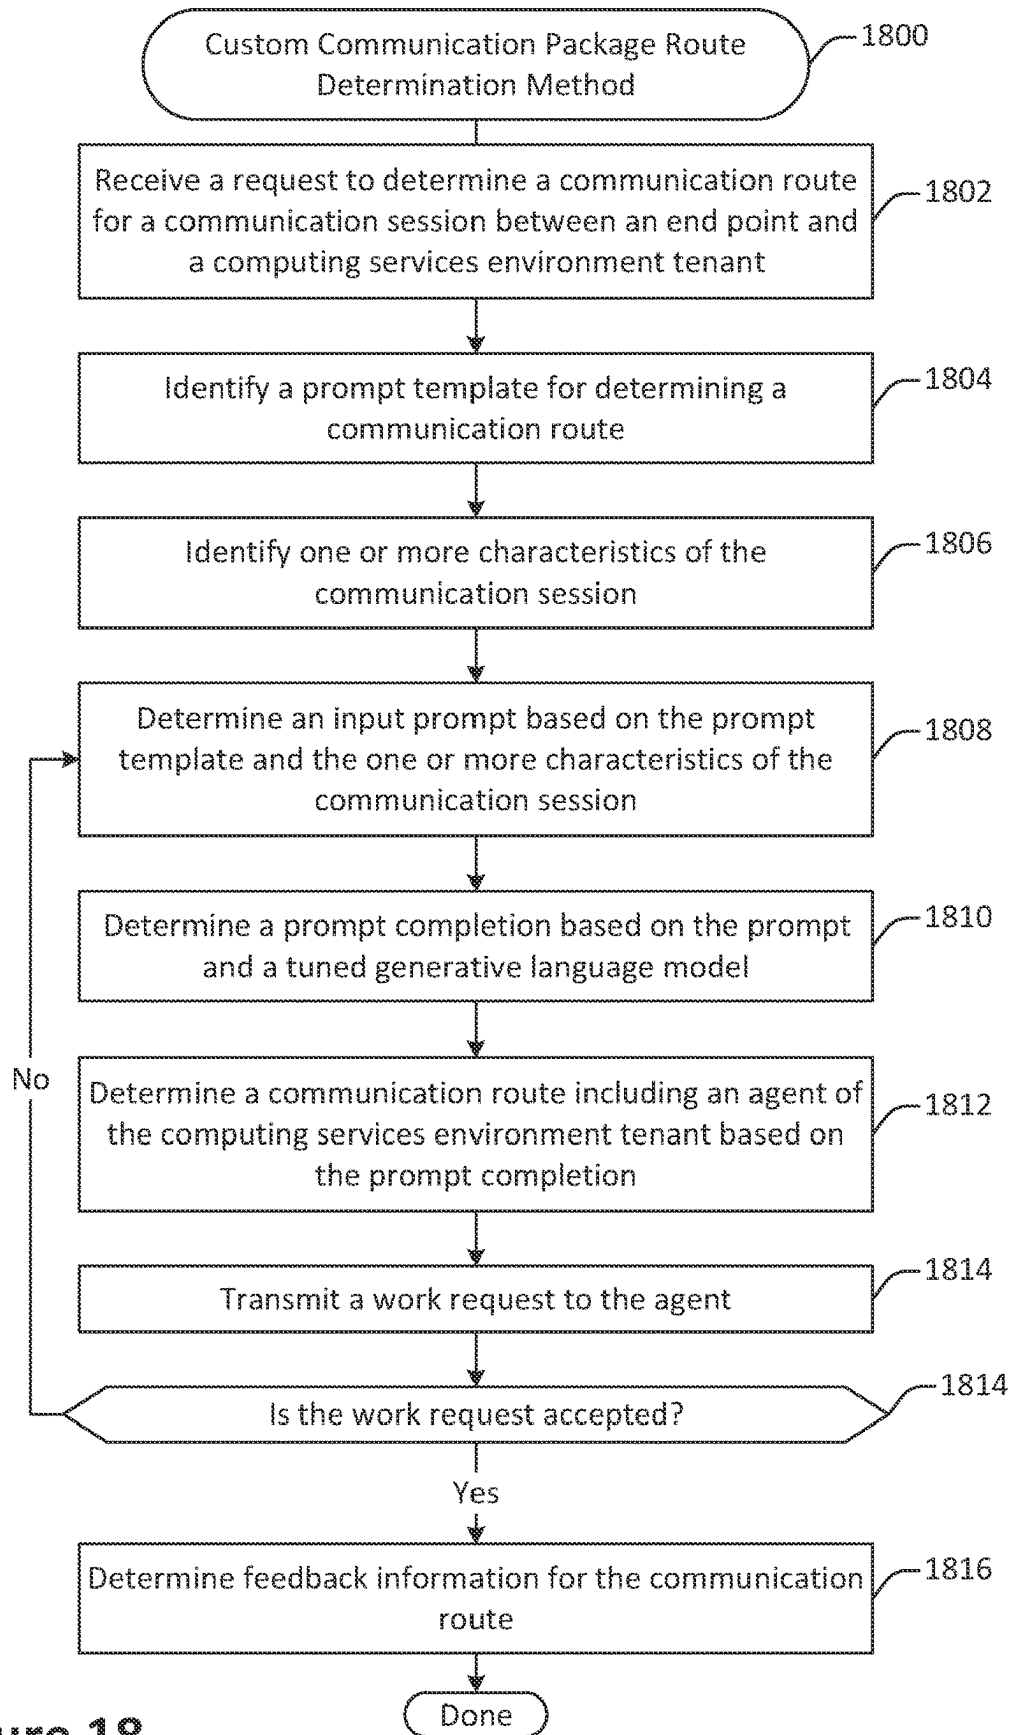 Custom Communication Package Route
Determination Method
1800
Receive a request to determine a communication route
for a communication session between an end point and
a computing services environment tenant
1802
Identify a prompt template for determining a
communication route
1804
Identify one or more characteristics of the
communication session
1806
Determine an input prompt based on the prompt
template and the one or more characteristics of the
communication session
1808
Determine a prompt completion based on the prompt
and a tuned generative language model
1810
No
Determine a communication route including an agent of
the computing services environment tenant based on
the prompt completion
1812
Transmit a work request to the agent
1814
Is the work request accepted?
1814
Yes
Determine feedback information for the communication
route
1816
Done